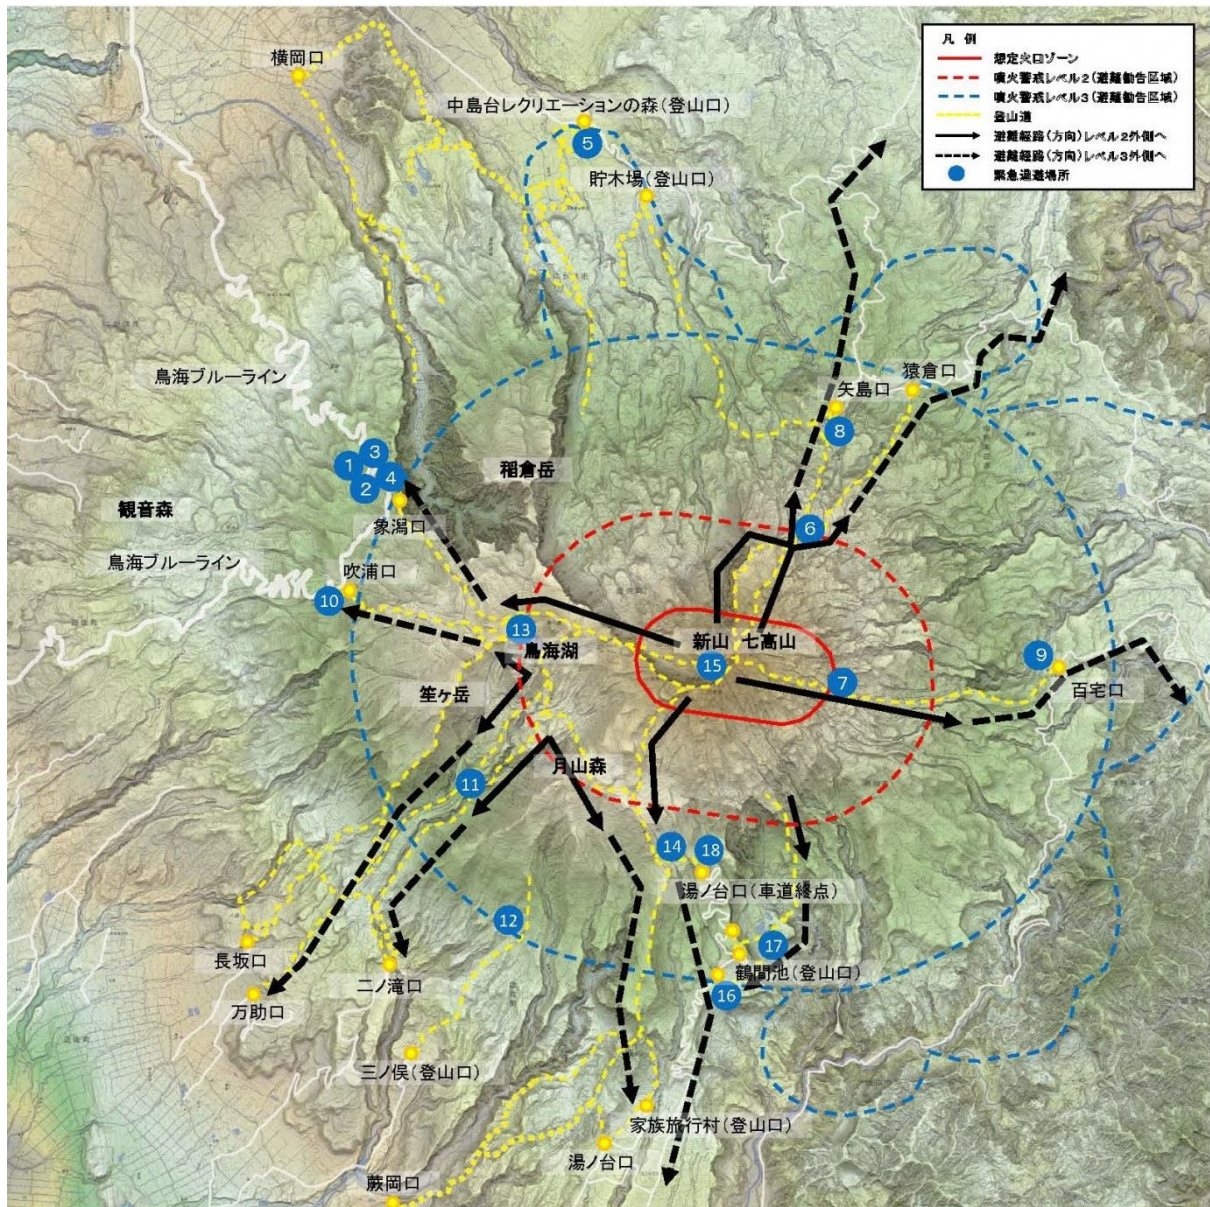 凡 例
想定火口ゾーン
噴火警戒レベル2(避難勧告区域)
噴火警戒レベル3(避難勧告区域)
登山道
避難経路(方向)レベル2外側へ
避難経路(方向)レベル3外側へ
緊急退避場所
横岡口
中島台レクリエーションの森(登山口)
5
貯木場(登山口)
鳥海ブルーライン
猿倉口
矢島口
8
3
1
4
2
稲倉岳
観音森
象潟口
6
鳥海ブルーライン
吹浦口
10
13
新山
七高山
鳥海湖
15
9
7
百宅口
笙ヶ岳
月山森
11
14
18
湯ノ台口(車道終点)
12
17
長坂口
二ノ滝口
鶴間池(登山口)
16
万助口
三ノ俣(登山口)
家族旅行村(登山口)
湯ノ台口
蕨岡口